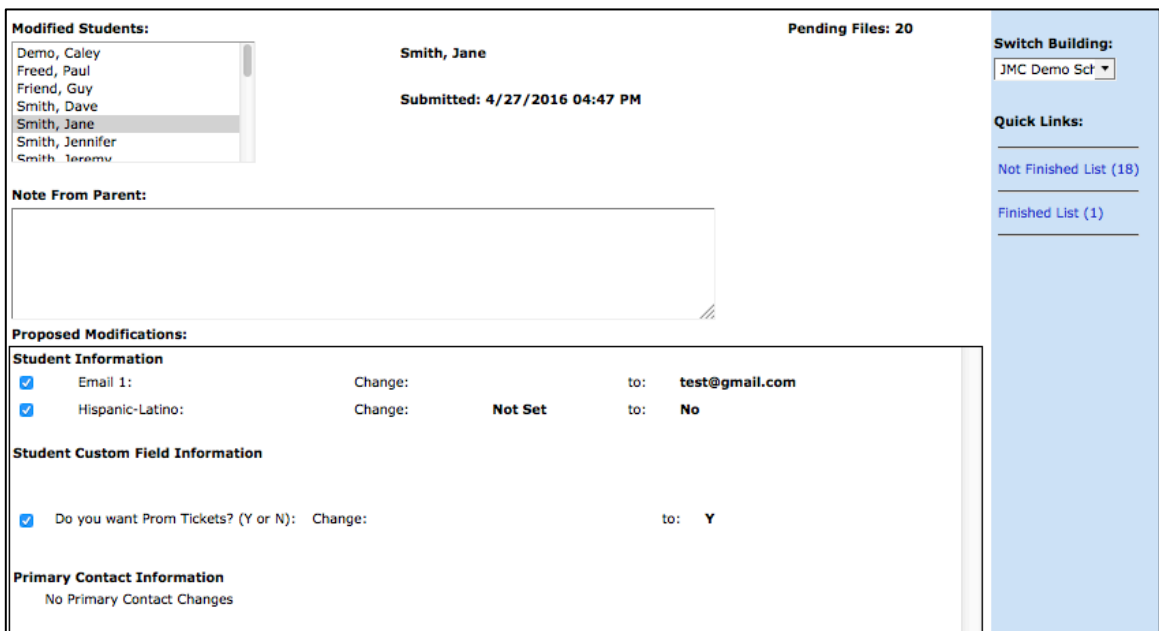 Modified Students:
Demo, Caley
Freed, Paul
Friend, Guy
Smith, Dave
Smith, Jane
Smith, Jennifer
Smith, Jeremy
Smith, Jane
Submitted: 4/27/2016 04:47 PM
Pending Files: 20
Switch Building:
JMC Demo Sch
Quick Links:
Not Finished List (18)
Finished List (1)
Note From Parent:
Proposed Modifications:
Student Information
Email 1: Change: to: test@gmail.com
Hispanic-Latino: Change: Not Set to: No
Student Custom Field Information
Do you want Prom Tickets? (Y or N): Change: to: Y
Primary Contact Information
No Primary Contact Changes